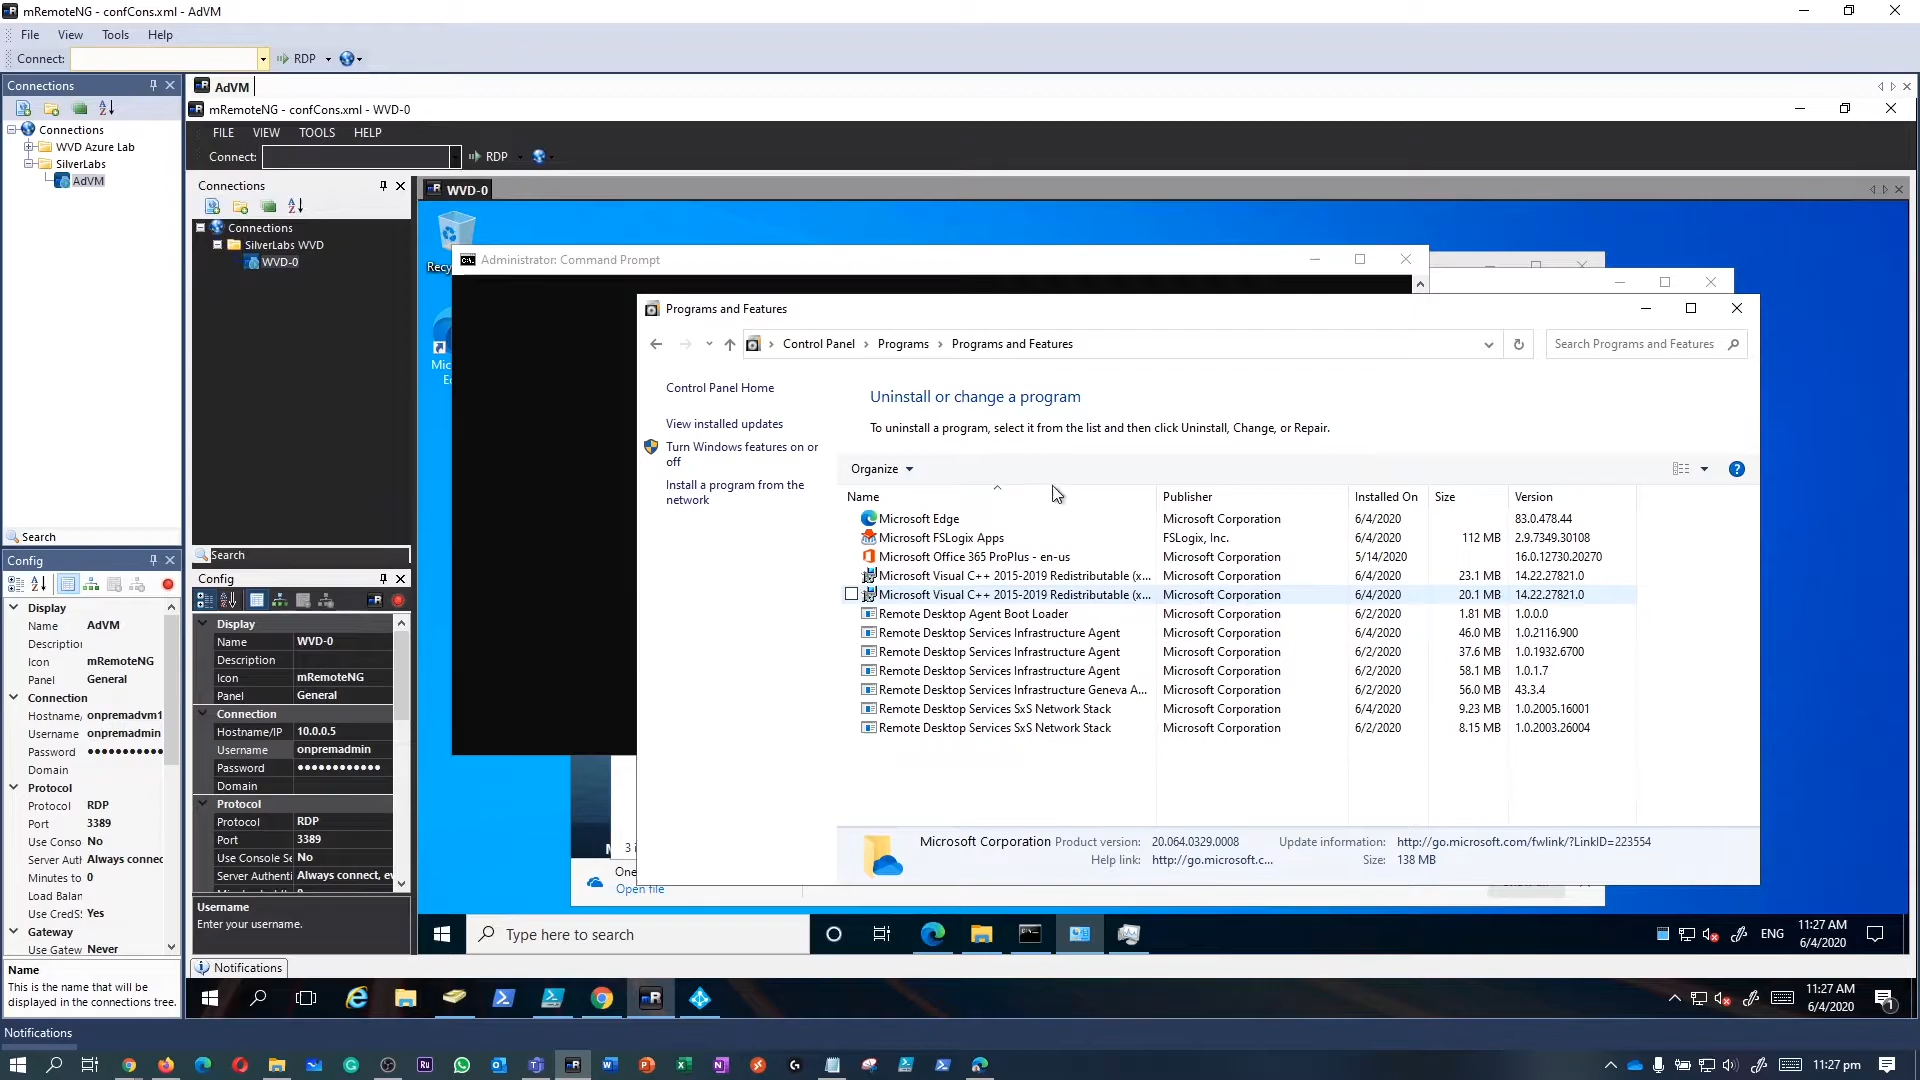 mRemoteNG - confCons.xml - AdVM
File View Tools Help
Connect: RDP
Connections
Connections
WVD Azure Lab
SilverLabs
AdVM
Search
Config
Display
Name AdVM
Description
Icon mRemoteNG
Panel General
Connection
Hostname, onpremadvm1
Username onpremadmin
Password ●●●●●●●●●●●
Domain
Protocol
Protocol RDP
Port 3389
Use Conso No
Server Auth Always connec
Minutes to 0
Load Balan
Use CredS Yes
Gateway
Use Gatew Never
Name
This is the name that will be
displayed in the connections tree.
Notifications
AdVM
mRemoteNG - confCons.xml - WVD-0
FILE VIEW TOOLS HELP
Connect: RDP
Connections
Connections
SilverLabs WVD
WVD-0
Search
Config
Display
Name WVD-0
Description
Icon mRemoteNG
Panel General
Connection
Hostname/IP 10.0.0.5
Username onpremadmin
Password ●●●●●●●●●●●●
Domain
Protocol
Protocol RDP
Port 3389
Use Console Se No
Server Authenti Always connect, ev
Username
Enter your username.
Notifications
WVD-0
Recy
Mic
E
Administrator: Command Prompt
Programs and Features
Control Panel > Programs > Programs and Features
Search Programs and Features
Control Panel Home
View installed updates
Turn Windows features on or
off
Install a program from the
network
Uninstall or change a program
To uninstall a program, select it from the list and then click Uninstall, Change, or Repair.
Organize
Name Publisher Installed On Size Version
Microsoft Edge Microsoft Corporation 6/4/2020 83.0.478.44
Microsoft FSLogix Apps FSLogix, Inc. 6/4/2020 112 MB 2.9.7349.30108
Microsoft Office 365 ProPlus - en-us Microsoft Corporation 5/14/2020 16.0.12730.20270
Microsoft Visual C++ 2015-2019 Redistributable (x... Microsoft Corporation 6/4/2020 23.1 MB 14.22.27821.0
Microsoft Visual C++ 2015-2019 Redistributable (x... Microsoft Corporation 6/4/2020 20.1 MB 14.22.27821.0
Remote Desktop Agent Boot Loader Microsoft Corporation 6/2/2020 1.81 MB 1.0.0.0
Remote Desktop Services Infrastructure Agent Microsoft Corporation 6/4/2020 46.0 MB 1.0.2116.900
Remote Desktop Services Infrastructure Agent Microsoft Corporation 6/2/2020 37.6 MB 1.0.1932.6700
Remote Desktop Services Infrastructure Agent Microsoft Corporation 6/2/2020 58.1 MB 1.0.1.7
Remote Desktop Services Infrastructure Geneva A... Microsoft Corporation 6/2/2020 56.0 MB 43.3.4
Remote Desktop Services SxS Network Stack Microsoft Corporation 6/4/2020 9.23 MB 1.0.2005.16001
Remote Desktop Services SxS Network Stack Microsoft Corporation 6/2/2020 8.15 MB 1.0.2003.26004
Microsoft Corporation Product version: 20.064.0329.0008 Update information: http://go.microsoft.com/fwlink/?LinkID=223554
Help link: http://go.microsoft.c... Size: 138 MB
One
Open file
Type here to search
ENG 11:27 AM
6/4/2020
11:27 AM
6/4/2020
11:27 pm